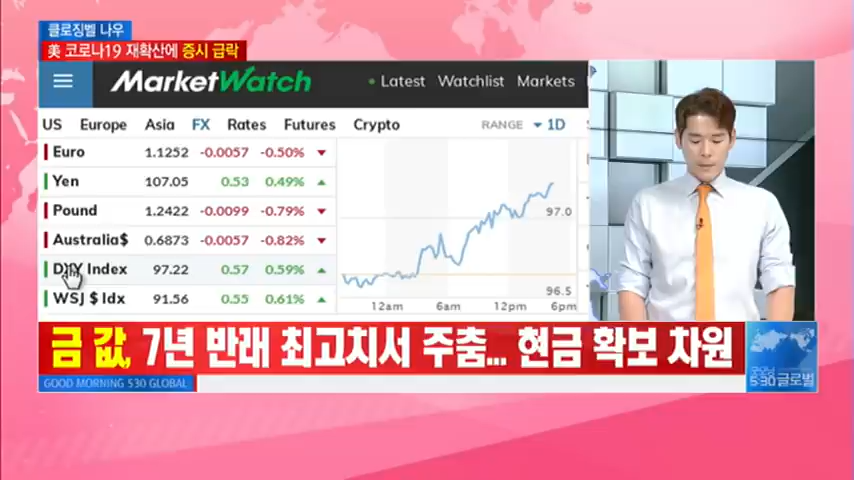 클로징벨 나우
美 코로나19 재확산에 증시 급락
MarketWatch
Latest Watchlist Markets
US Europe Asia FX Rates Futures Crypto RANGE 1D
Euro 1.1252 -0.0057 -0.50%
Yen 107.05 0.53 0.49%
Pound 1.2422 -0.0099 -0.79%
Australia$ 0.6873 -0.0057 -0.82%
DXY Index 97.22 0.57 0.59%
WSJ $ Idx 91.56 0.55 0.61%
97.0
96.5
12am 6am 12pm 6pm
금 값, 7년 반래 최고치서 주춤... 현금 확보 차원
GOOD MORNING 530 GLOBAL
굿모닝
5:30 글로벌